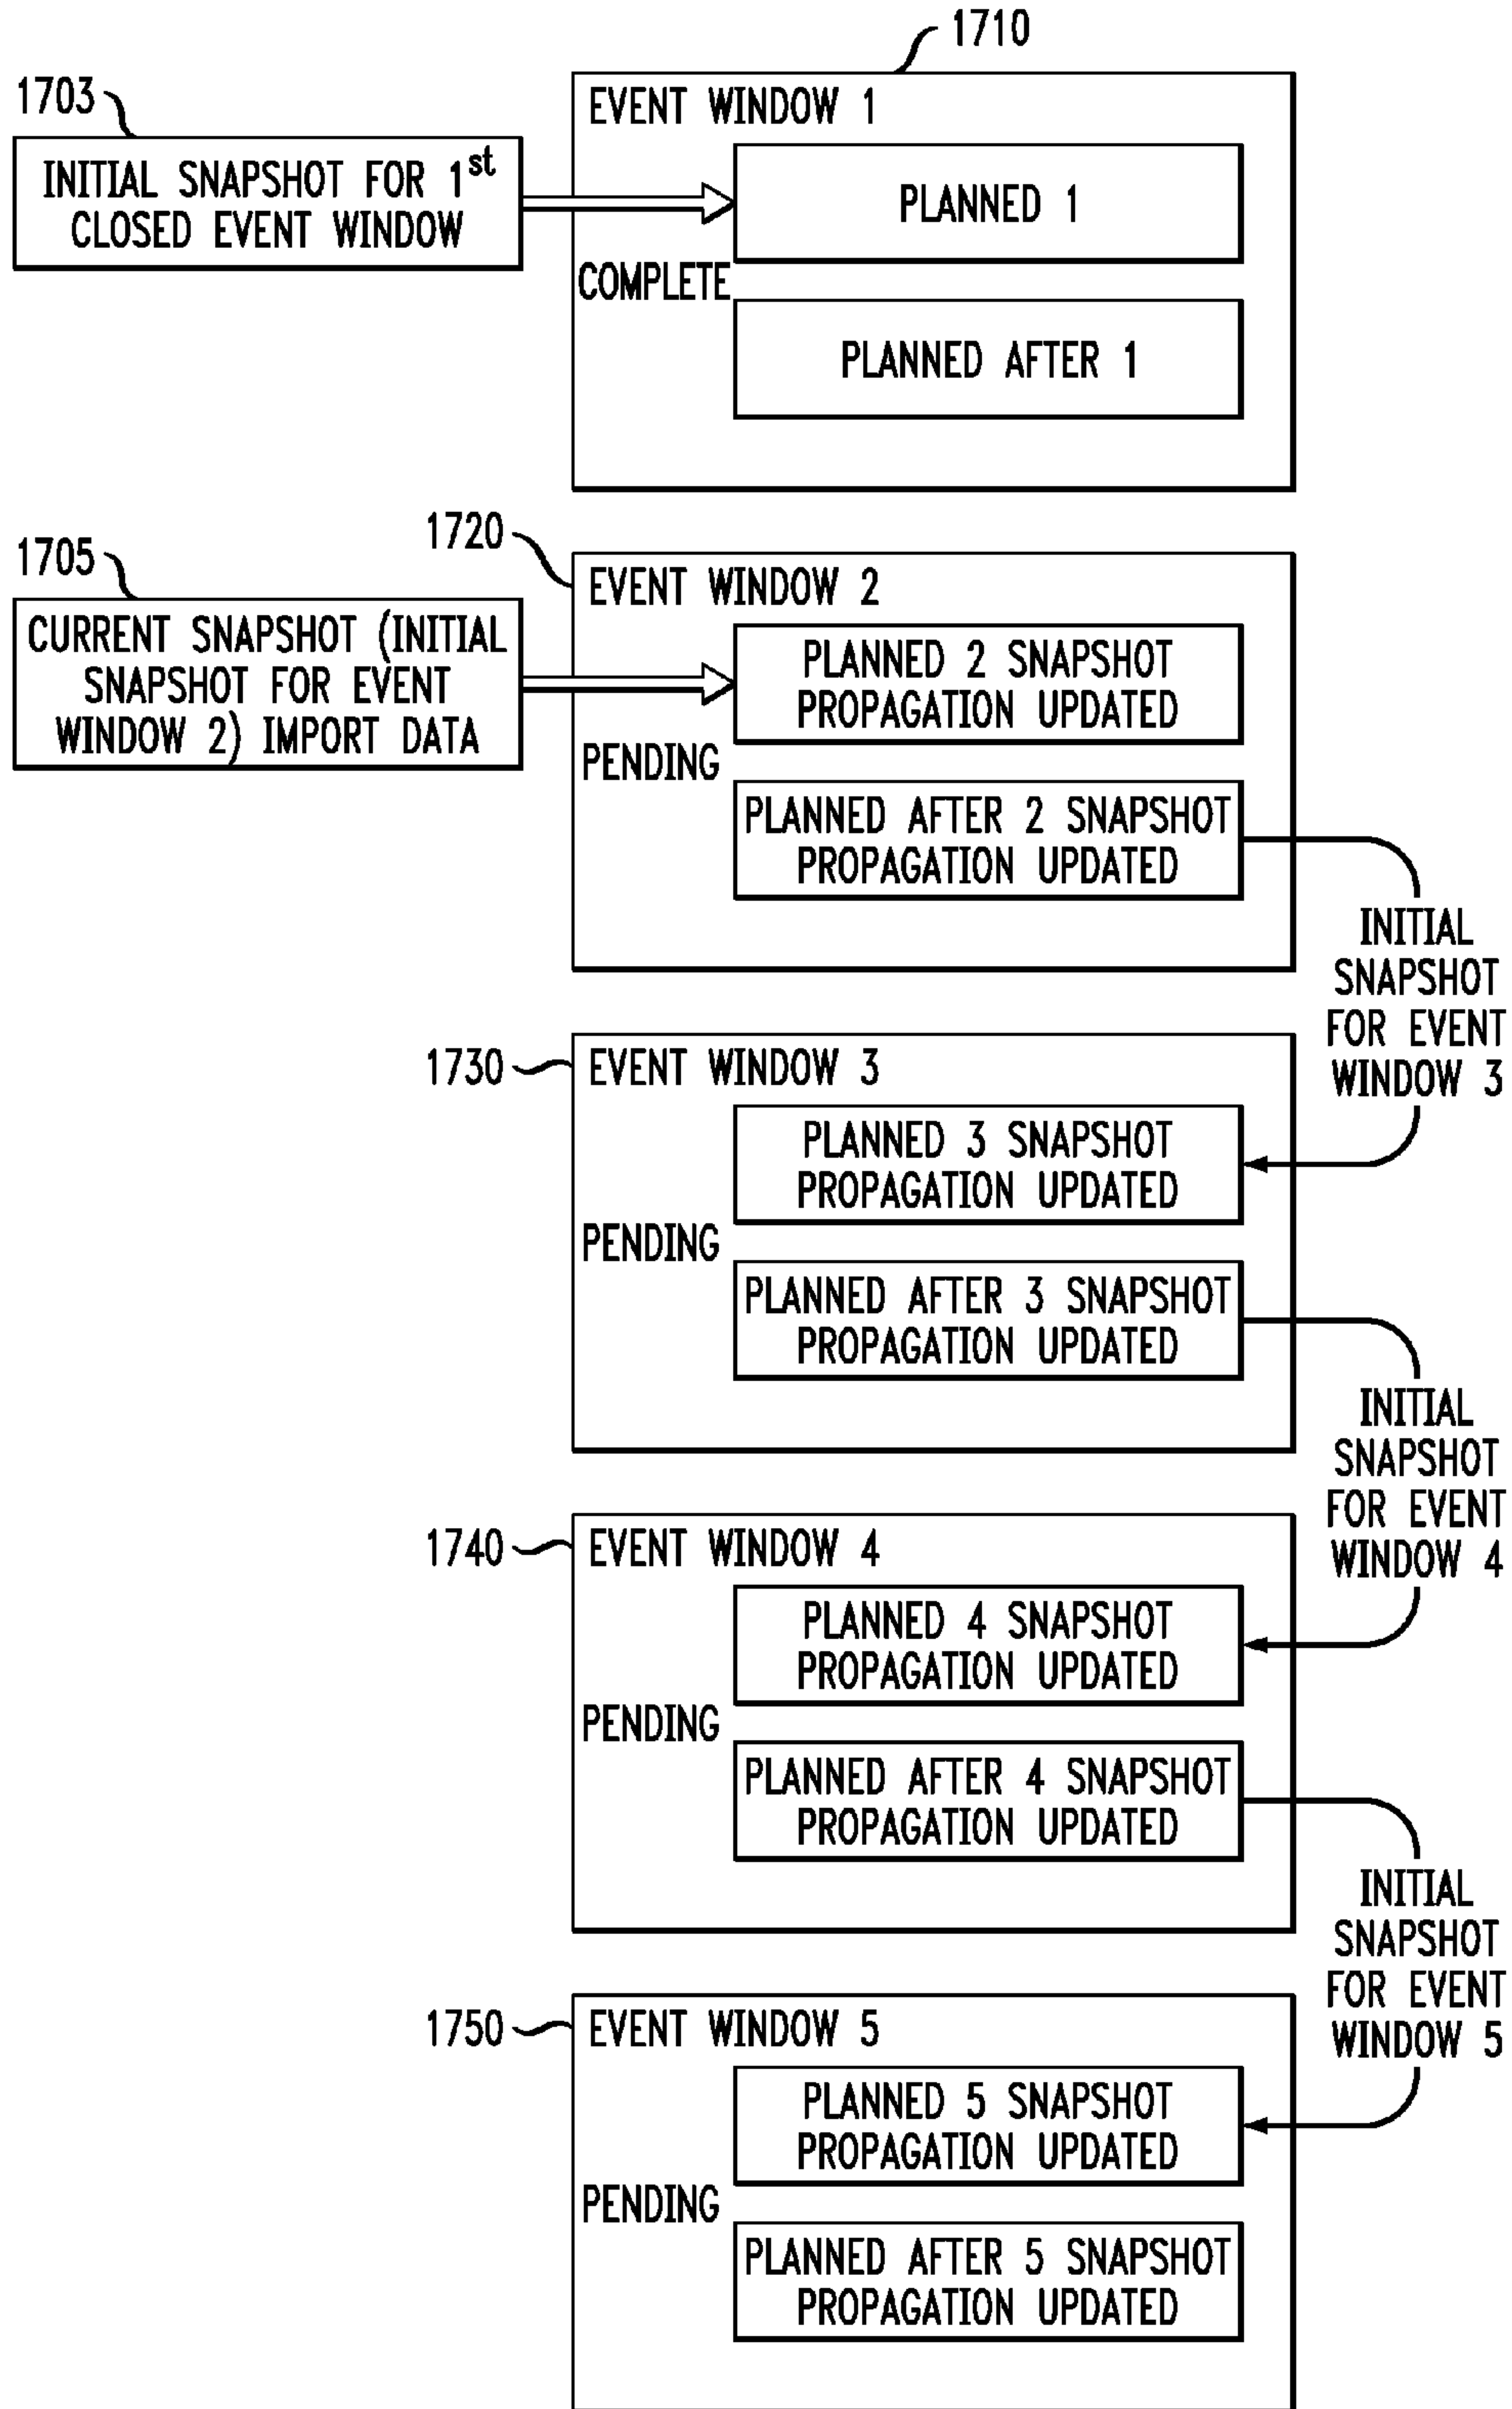 1710
1703
EVENT WINDOW 1
INITIAL SNAPSHOT FOR 1st
CLOSED EVENT WINDOW
PLANNED 1
COMPLETE
PLANNED AFTER 1
1720
1705
EVENT WINDOW 2
CURRENT SNAPSHOT (INITIAL
SNAPSHOT FOR EVENT
WINDOW 2) IMPORT DATA
PLANNED 2 SNAPSHOT
PROPAGATION UPDATED
PENDING
PLANNED AFTER 2 SNAPSHOT
PROPAGATION UPDATED
INITIAL
SNAPSHOT
FOR EVENT
WINDOW 3
1730
EVENT WINDOW 3
PLANNED 3 SNAPSHOT
PROPAGATION UPDATED
PENDING
PLANNED AFTER 3 SNAPSHOT
PROPAGATION UPDATED
INITIAL
SNAPSHOT
FOR EVENT
WINDOW 4
1740
EVENT WINDOW 4
PLANNED 4 SNAPSHOT
PROPAGATION UPDATED
PENDING
PLANNED AFTER 4 SNAPSHOT
PROPAGATION UPDATED
INITIAL
SNAPSHOT
FOR EVENT
WINDOW 5
1750
EVENT WINDOW 5
PLANNED 5 SNAPSHOT
PROPAGATION UPDATED
PENDING
PLANNED AFTER 5 SNAPSHOT
PROPAGATION UPDATED